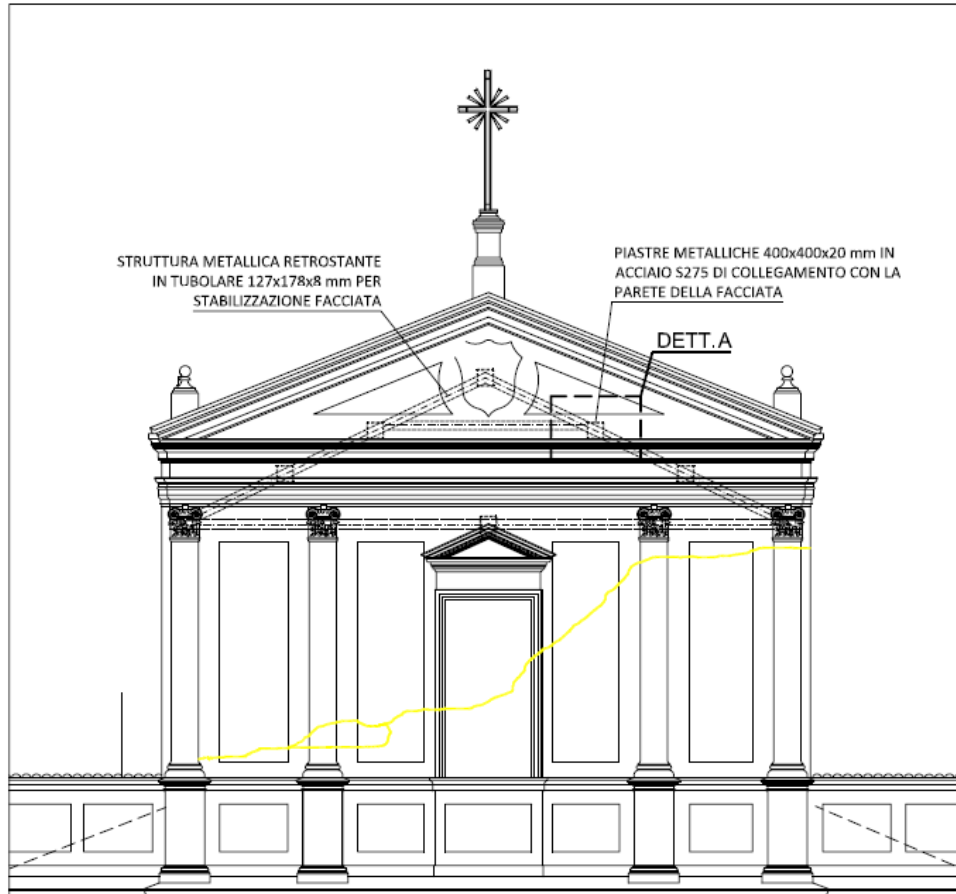 STRUTTURA METALLICA RETROSTANTE
IN TUBOLARE 127x178x8 mm PER
STABILIZZAZIONE FACCIATA
PIASTRE METALLICHE 400x400x20 mm IN
ACCIAIO S275 DI COLLEGAMENTO CON LA
PARETE DELLA FACCIATA
DETT.A